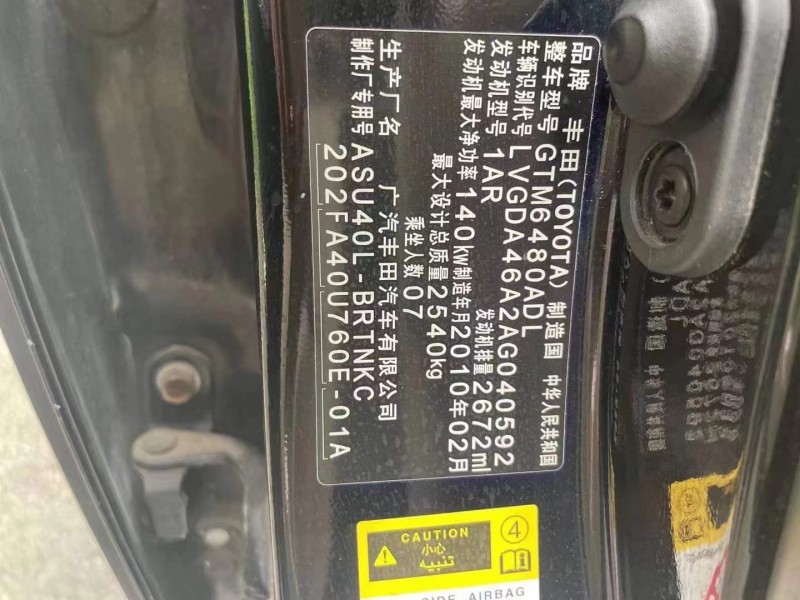 品牌 丰田(TOYOTA) 制造国 中华人民共和国
整车型号 GTM6480ADL
车辆识别代号 LVGDA46A2AG040592
发动机型号 1AR 发动机排量 2672ml
发动机最大净功率 140kw 制造年月 2010年02月
最大设计总质量 2540kg
乘坐人数 07
生产厂名 广汽丰田汽车有限公司
制作厂专用号 ASU40L-BRTNKC
202FA40U760E-01A
CAUTION
小心
تنبيه
4
SIDE AIRBAG